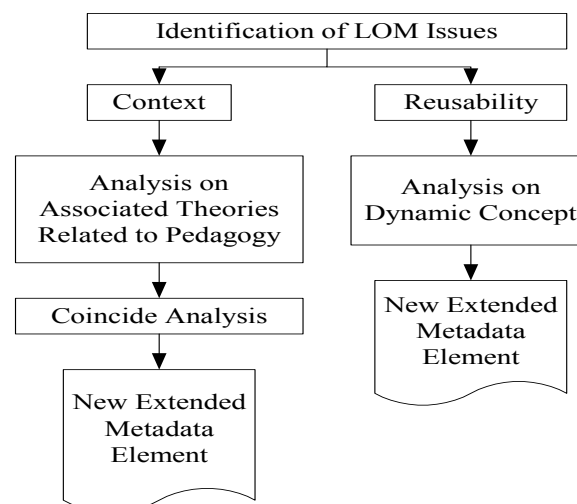 Identification of LOM Issues
Context
Reusability
Analysis on
Associated Theories
Related to Pedagogy
Analysis on
Dynamic Concept
Coincide Analysis
New Extended
Metadata
Element
New Extended
Metadata
Element